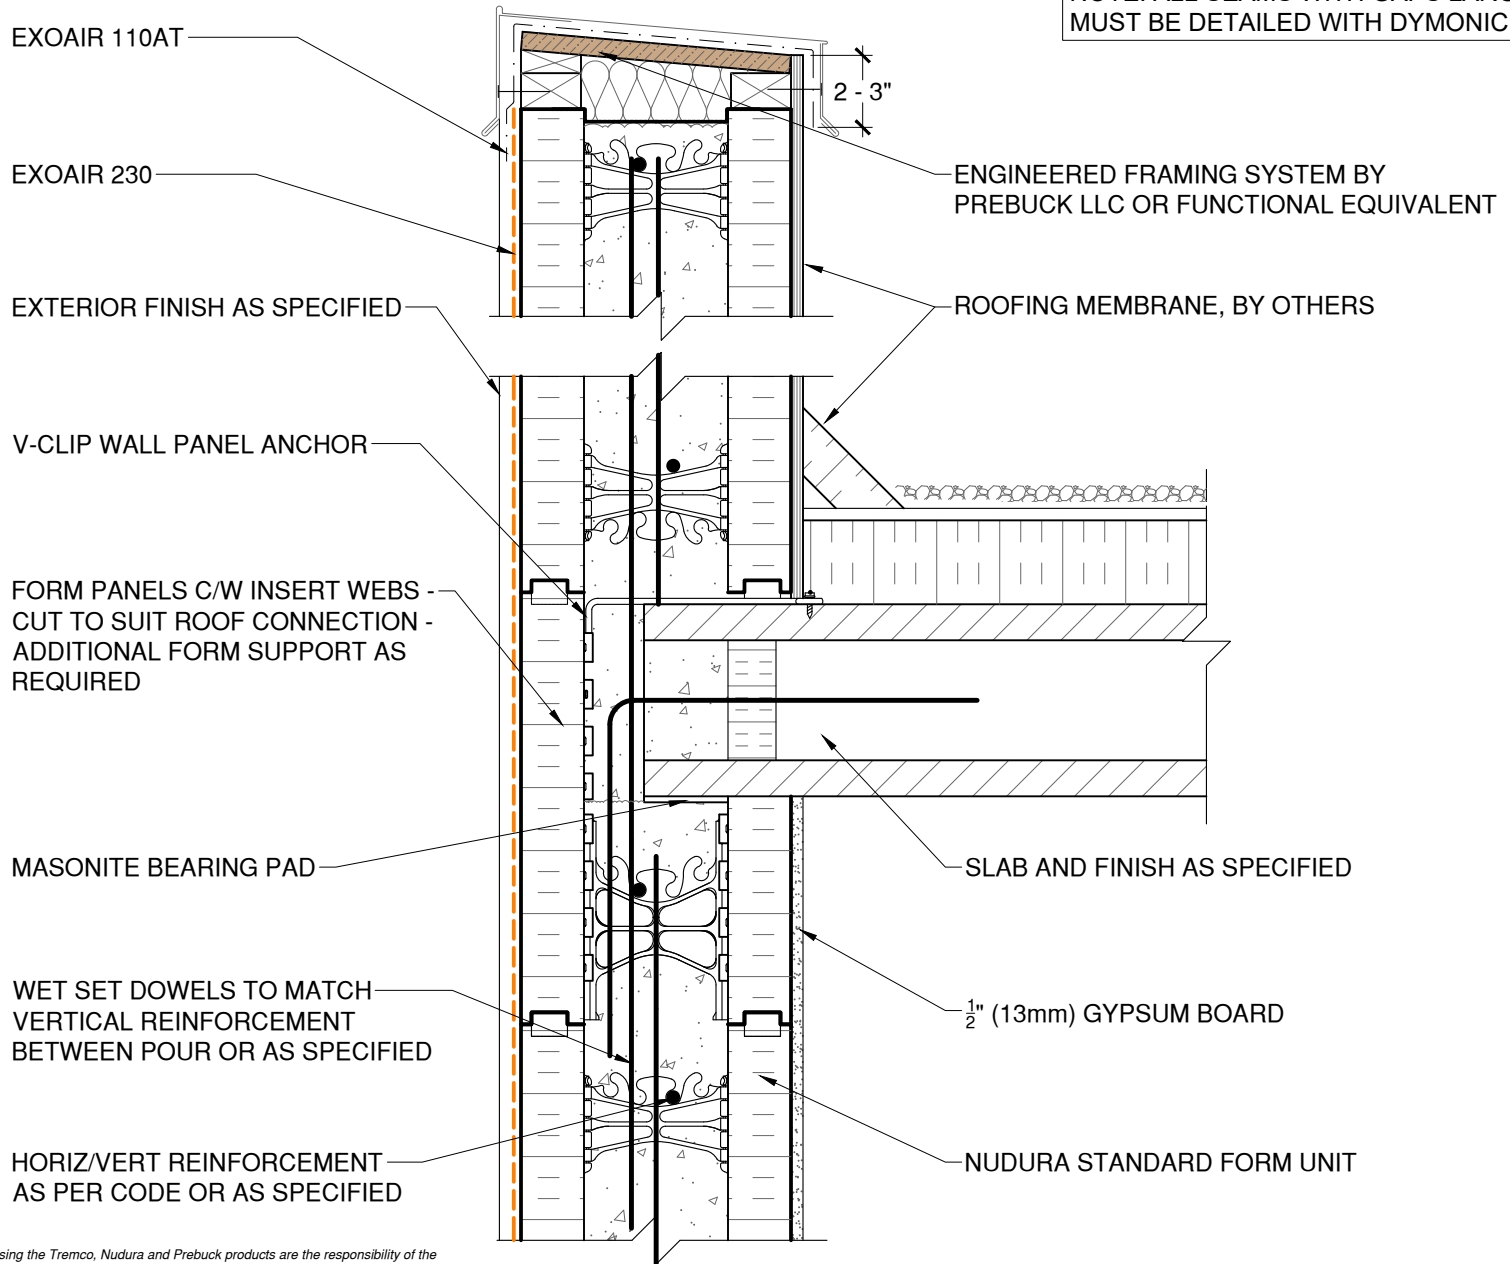 MUST BE DETAILED WITH DYMONIC
EXOAIR 110AT
2 - 3"
EXOAIR 230
ENGINEERED FRAMING SYSTEM BY
PREBUCK LLC OR FUNCTIONAL EQUIVALENT
EXTERIOR FINISH AS SPECIFIED
ROOFING MEMBRANE, BY OTHERS
V-CLIP WALL PANEL ANCHOR
FORM PANELS C/W INSERT WEBS -
CUT TO SUIT ROOF CONNECTION -
ADDITIONAL FORM SUPPORT AS
REQUIRED
MASONITE BEARING PAD
SLAB AND FINISH AS SPECIFIED
WET SET DOWELS TO MATCH
VERTICAL REINFORCEMENT
BETWEEN POUR OR AS SPECIFIED
1/2" (13mm) GYPSUM BOARD
HORIZ/VERT REINFORCEMENT
AS PER CODE OR AS SPECIFIED
NUDURA STANDARD FORM UNIT
the Tremco, Nudura and Prebuck products are the responsibility of the